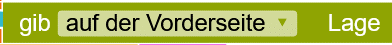 gib auf der Vorderseite ▼ Lage